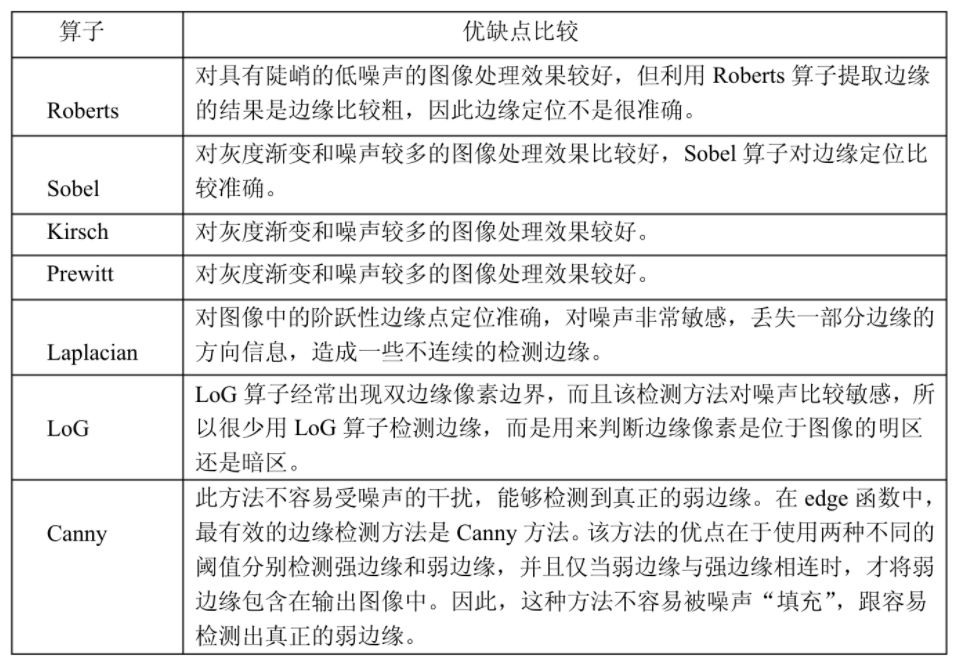 算子 优缺点比较
对具有陡峭的低噪声的图像处理效果较好，但利用 Roberts 算子提取边缘
Roberts 的结果是边缘比较粗，因此边缘定位不是很准确。
对灰度渐变和噪声较多的图像处理效果比较好，Sobel 算子对边缘定位比
Sobel 较准确。
Kirsch 对灰度渐变和噪声较多的图像处理效果较好。
Prewitt 对灰度渐变和噪声较多的图像处理效果较好。
对图像中的阶跃性边缘点定位准确，对噪声非常敏感，丢失一部分边缘的
Laplacian 方向信息，造成一些不连续的检测边缘。
LoG 算子经常出现双边缘像素边界，而且该检测方法对噪声比较敏感，所
LoG 以很少用 LoG 算子检测边缘，而是用来判断边缘像素是位于图像的明区
还是暗区。
此方法不容易受噪声的干扰，能够检测到真正的弱边缘。在 edge 函数中，
Canny 最有效的边缘检测方法是 Canny 方法。该方法的优点在于使用两种不同的
阈值分别检测强边缘和弱边缘，并且仅当弱边缘与强边缘相连时，才将弱
边缘包含在输出图像中。因此，这种方法不容易被噪声“填充”，跟容易
检测出真正的弱边缘。